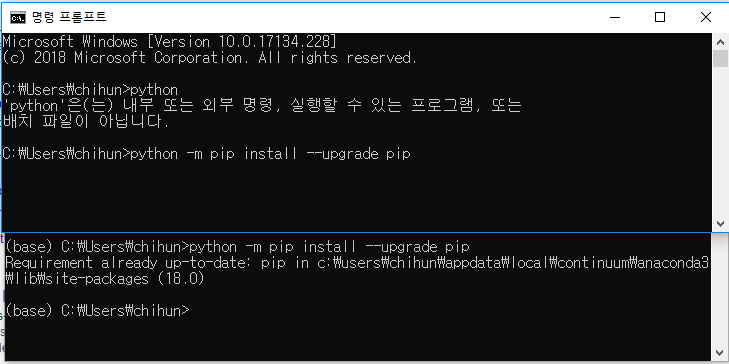 명령 프롬프트
Microsoft Windows [Version 10.0.17134.228]
(c) 2018 Microsoft Corporation. All rights reserved.
C:₩Users₩chihun>python
'python'은(는) 내부 또는 외부 명령, 실행할 수 있는 프로그램, 또는
배치 파일이 아닙니다.
C:₩Users₩chihun>python -m pip install --upgrade pip
(base) C:₩Users₩chihun>python -m pip install --upgrade pip
Requirement already up-to-date: pip in c:₩users₩chihun₩appdata₩local₩continuum₩anaconda3
₩lib₩site-packages (18.0)
(base) C:₩Users₩chihun>